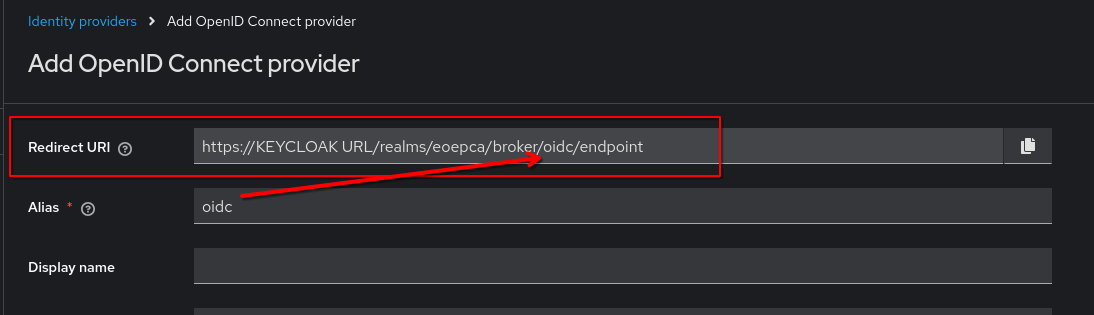 Identity providers > Add OpenID Connect provider
Add OpenID Connect provider
Redirect URI ? https://KEYCLOAK URL/realms/eoepca/broker/oidc/endpoint
Alias * ? oidc
Display name